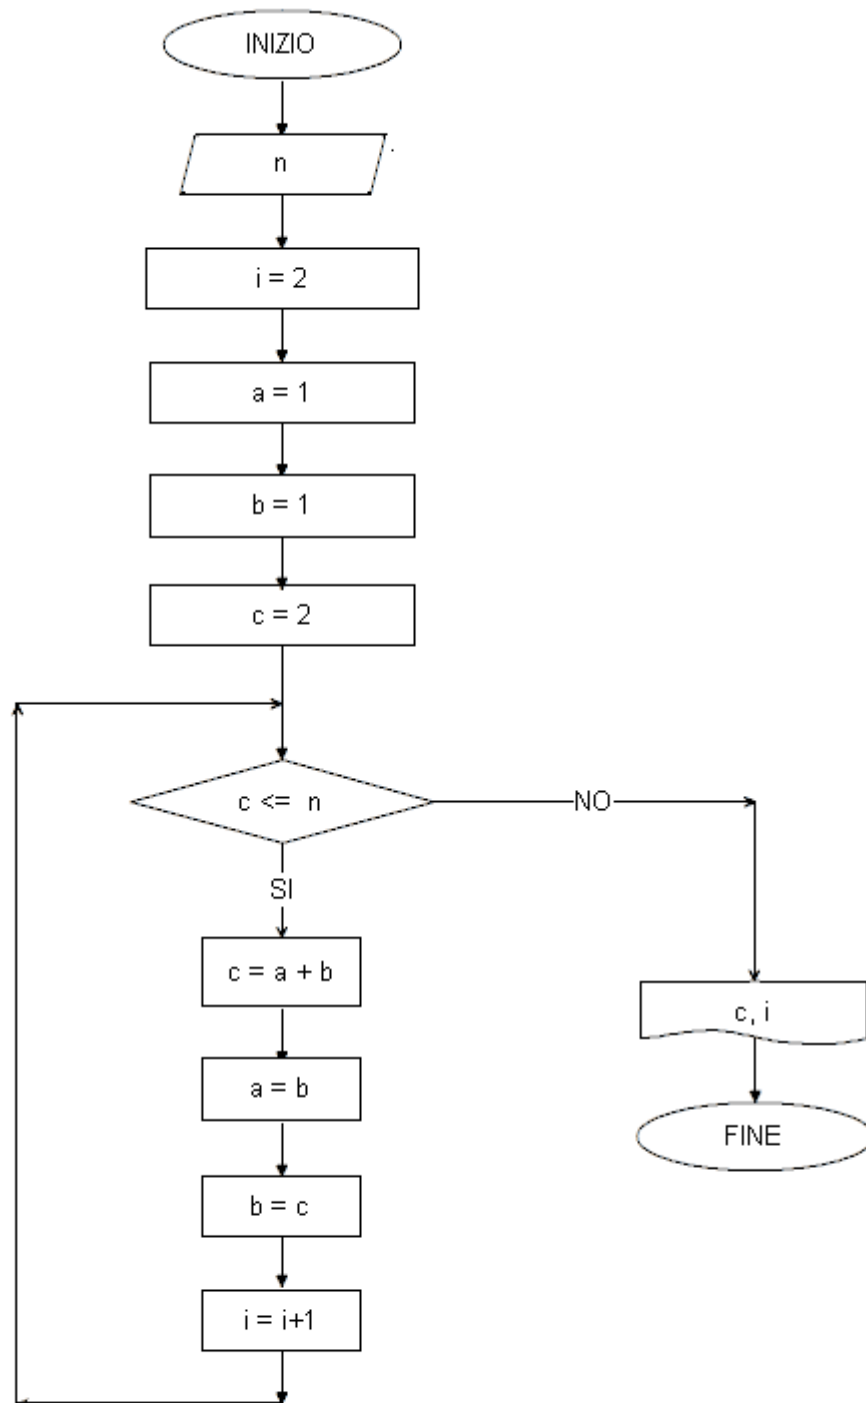 INIZIO
n
i = 2
a = 1
b = 1
c = 2
c <= n
NO
SI
c = a + b
a = b
b = c
i = i+1
c, i
FINE